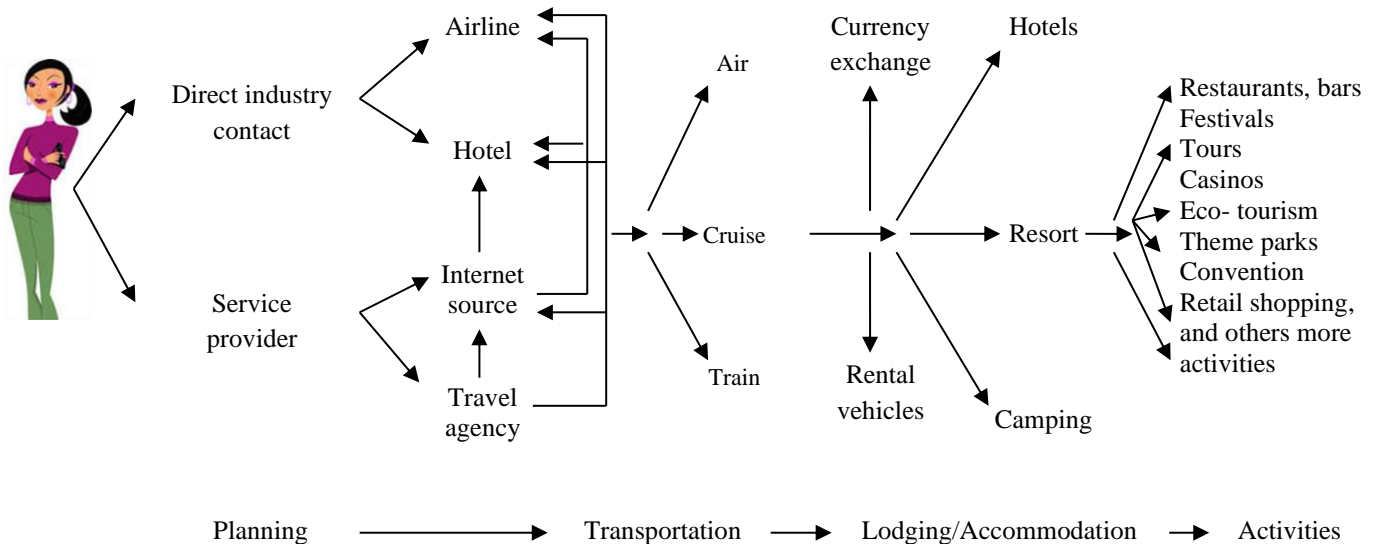 Airline
Direct industry
contact
Hotel
Service
provider
Internet
source
Travel
agency
Air
Cruise
Train
Currency
exchange
Rental
vehicles
Hotels
Resort
Camping
Restaurants, bars
Festivals
Tours
Casinos
Eco- tourism
Theme parks
Convention
Retail shopping,
and others more
activities
Planning
Transportation
Lodging/Accommodation
Activities